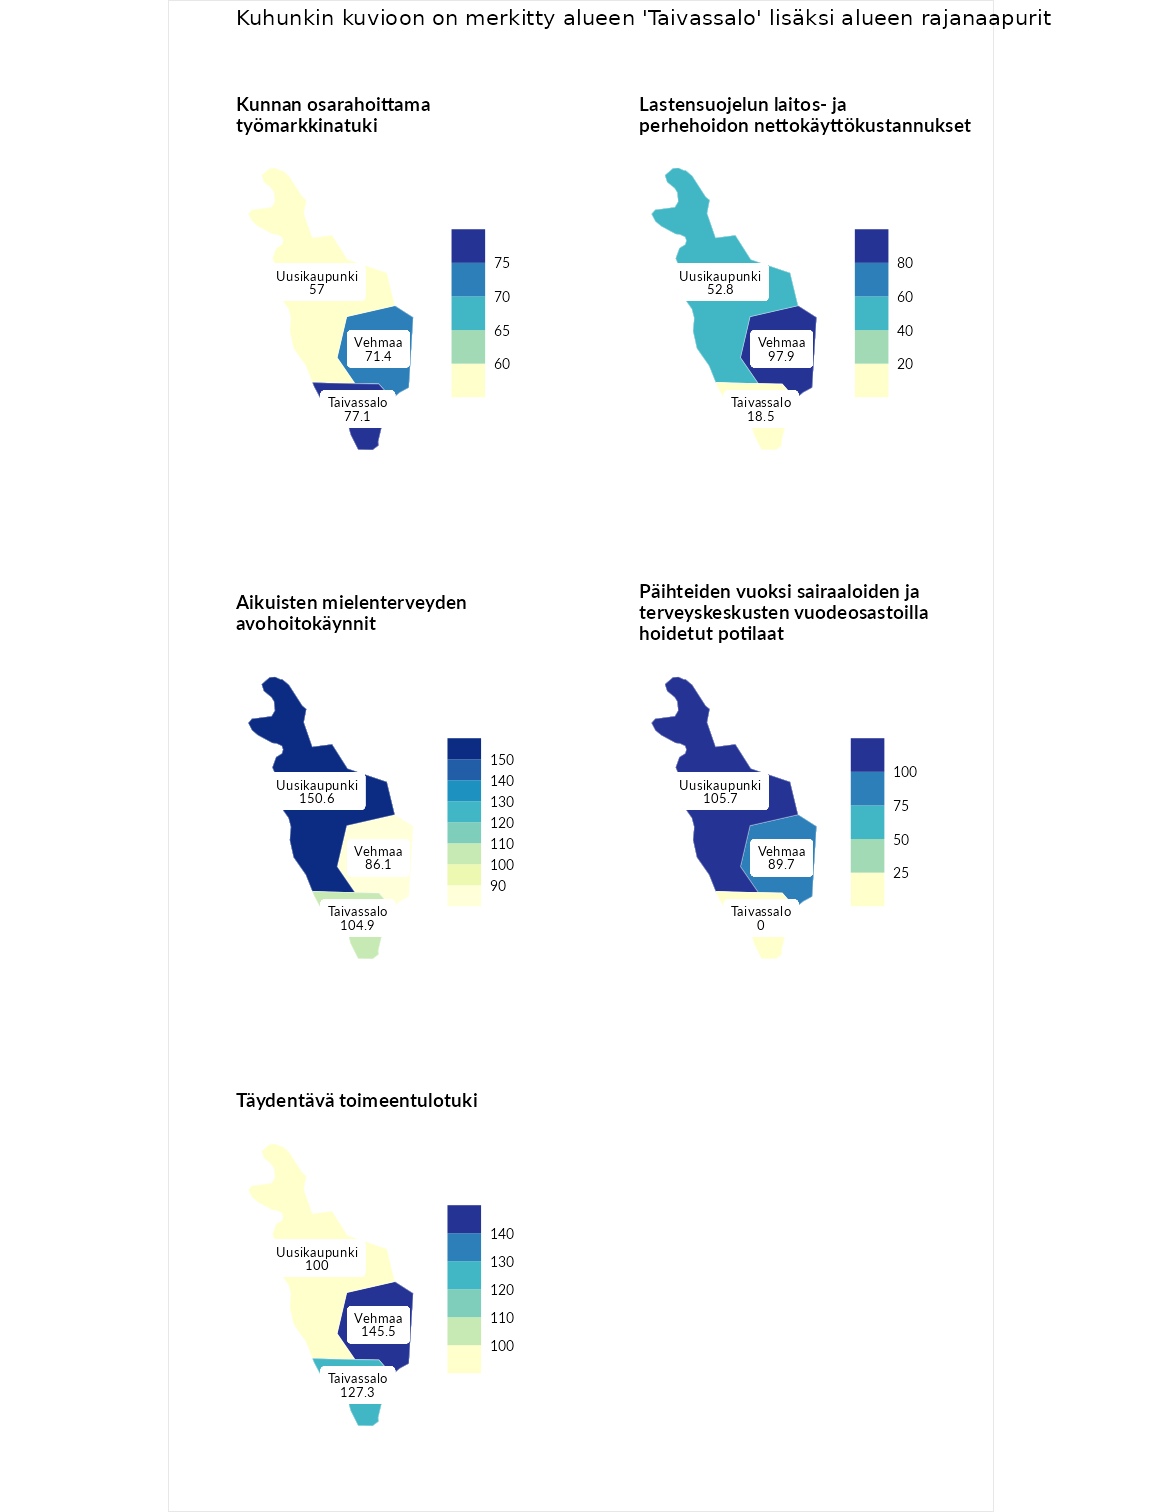 Kuhunkin kuvioon on merkitty alueen 'Taivassalo' lisäksi alueen rajanaapurit
Kunnan osarahoittama
työmarkkinatuki
Uusikaupunki
57
Vehmaa
71.4
Taivassalo
77.1
75
70
65
60
Lastensuojelun laitos- ja
perhehoidon nettokäyttökustannukset
Uusikaupunki
52.8
Vehmaa
97.9
Taivassalo
18.5
80
60
40
20
Aikuisten mielenterveyden
avohoitokäynnit
Uusikaupunki
150.6
Vehmaa
86.1
Taivassalo
104.9
150
140
130
120
110
100
90
Päihteiden vuoksi sairaaloiden ja
terveyskeskusten vuodeosastoilla
hoidetut potilaat
Uusikaupunki
105.7
Vehmaa
89.7
Taivassalo
0
100
75
50
25
Täydentävä toimeentulotuki
Uusikaupunki
100
Vehmaa
145.5
Taivassalo
127.3
140
130
120
110
100